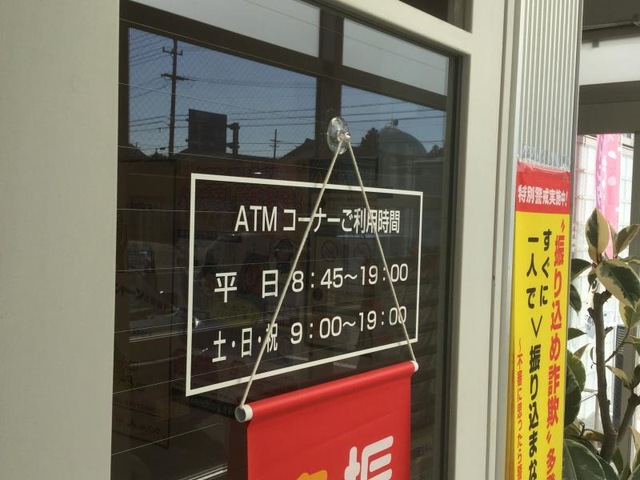 ATMコーナーご利用時間
平日 8：45～19：00
土・日・祝 9：00～19：00
振
特別警戒実施中！
“振り込め詐欺”多
すぐに＞振り込まな
一人で